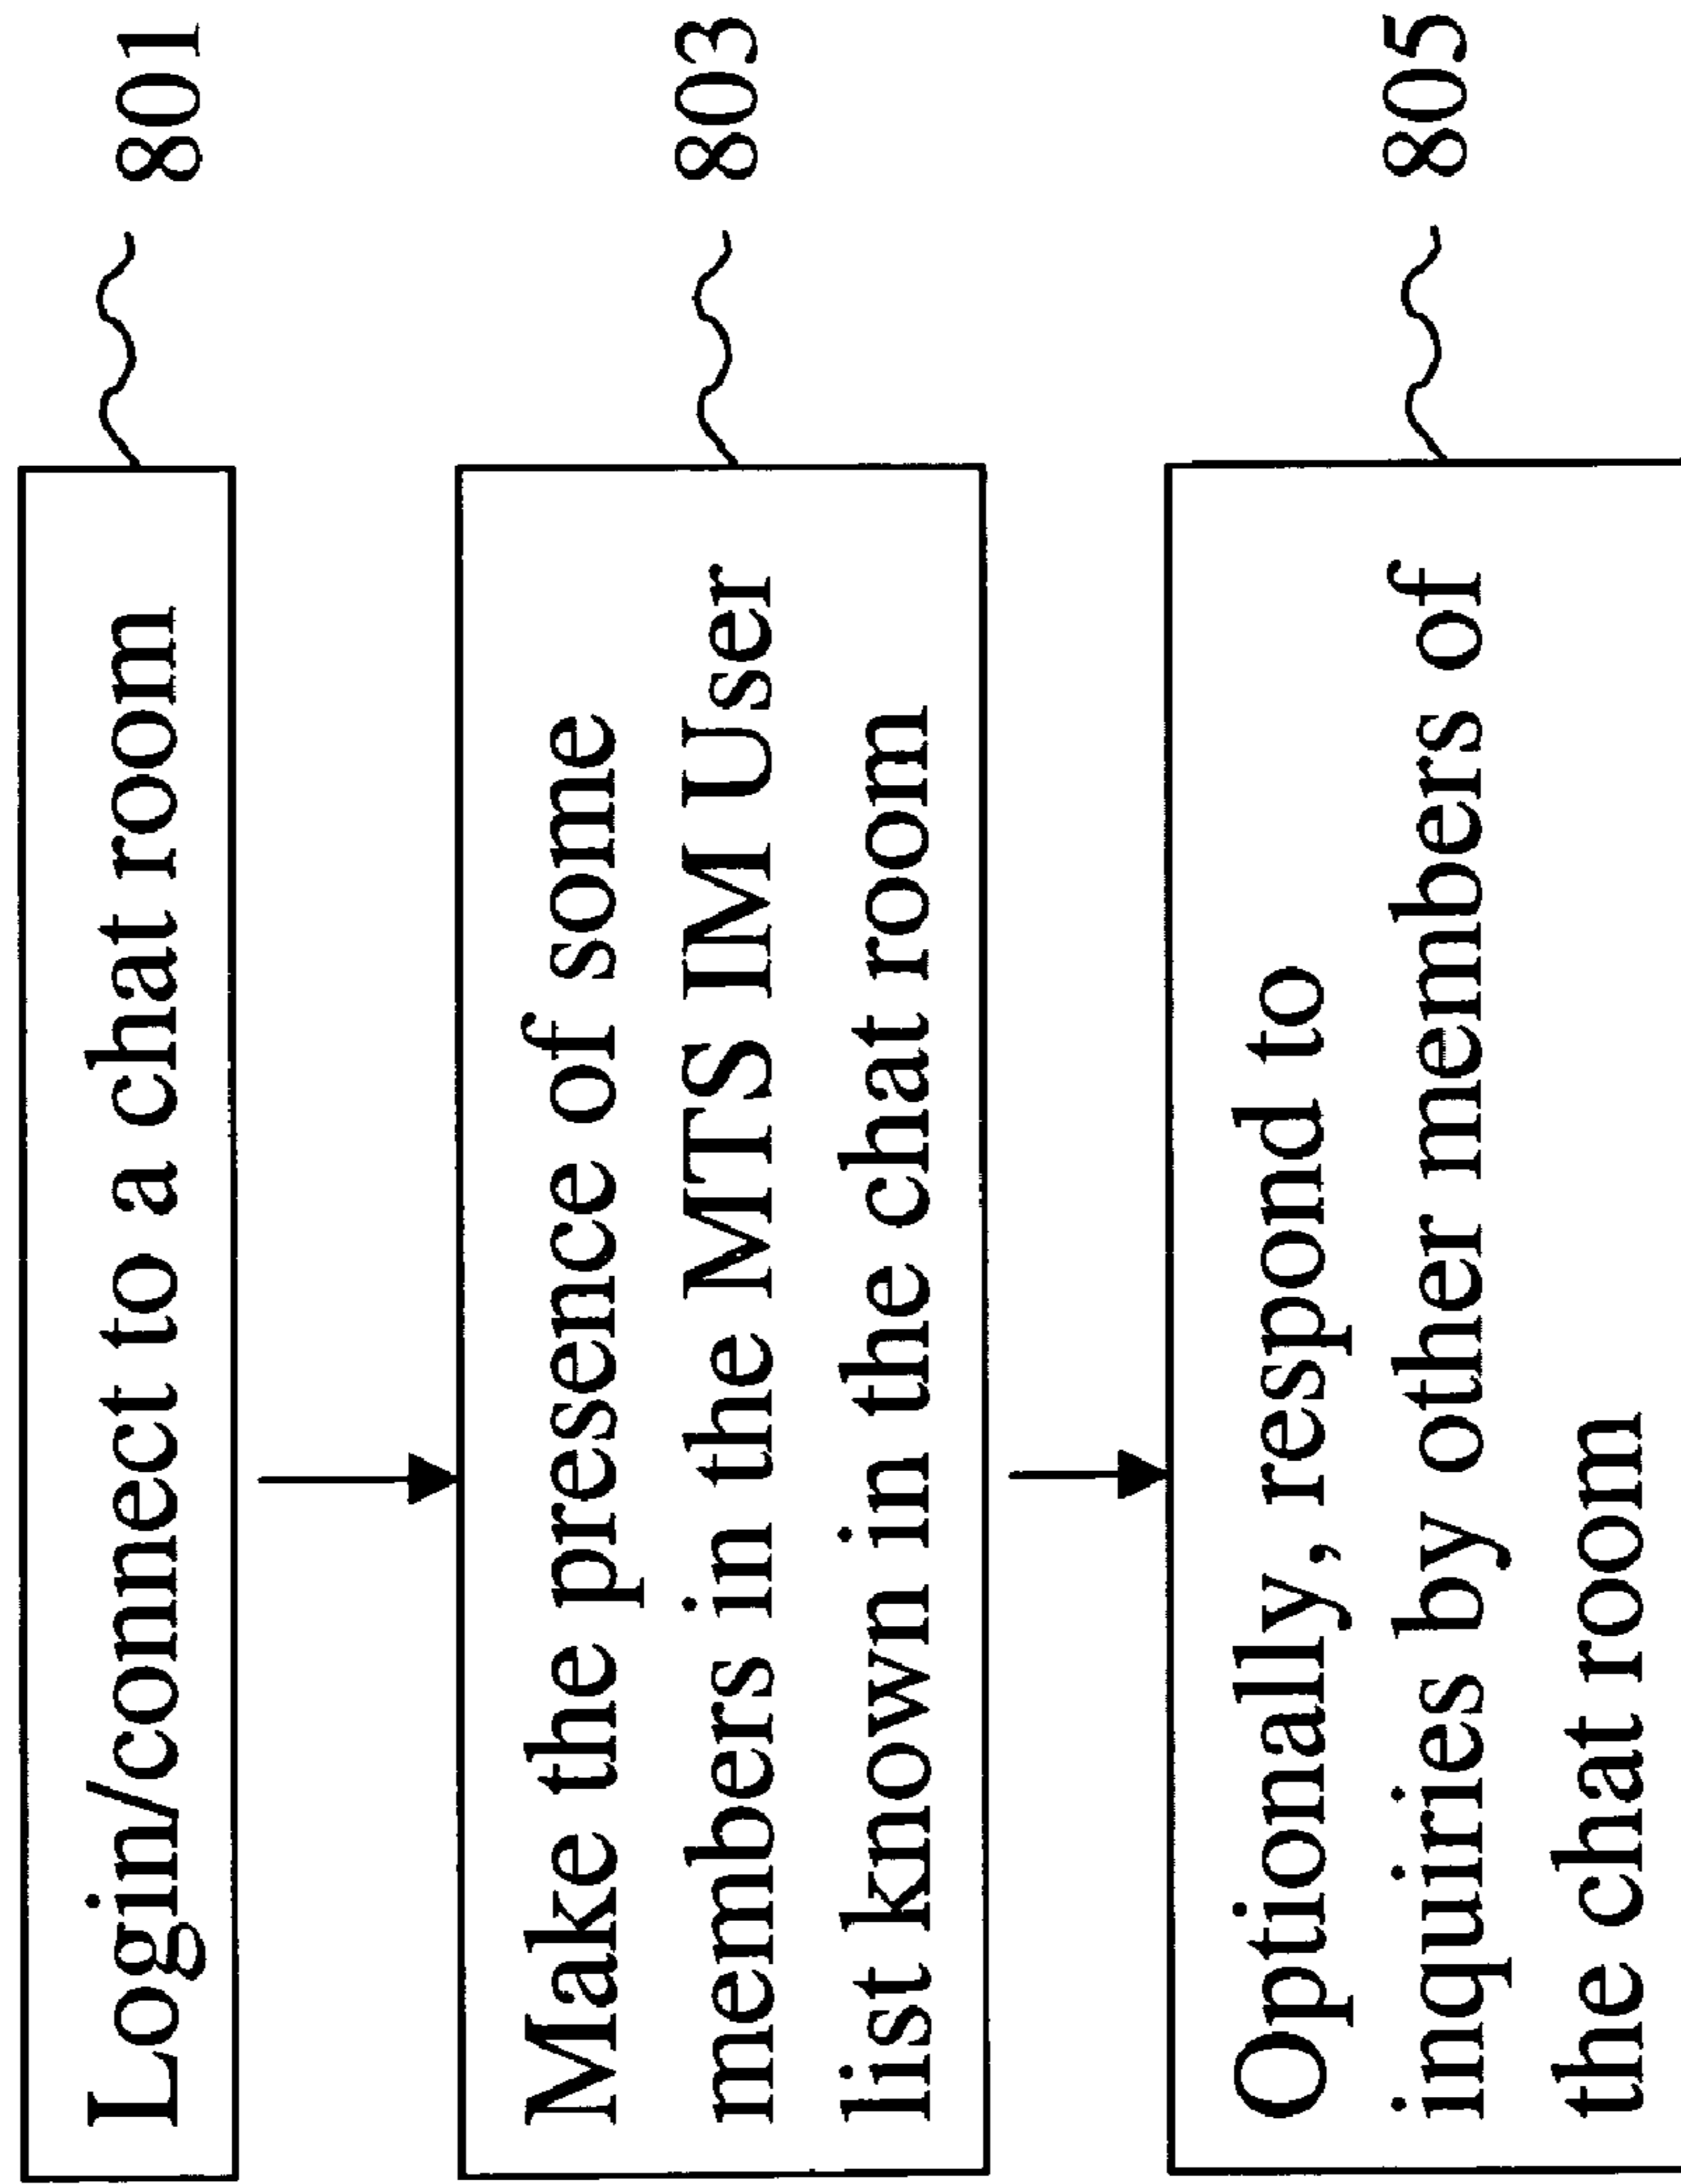 Login/connect to a chat room
801
Make the presence of some
members in the MTS IM User
list known in the chat room
803
Optionally, respond to
inquiries by other members of
the chat room
805